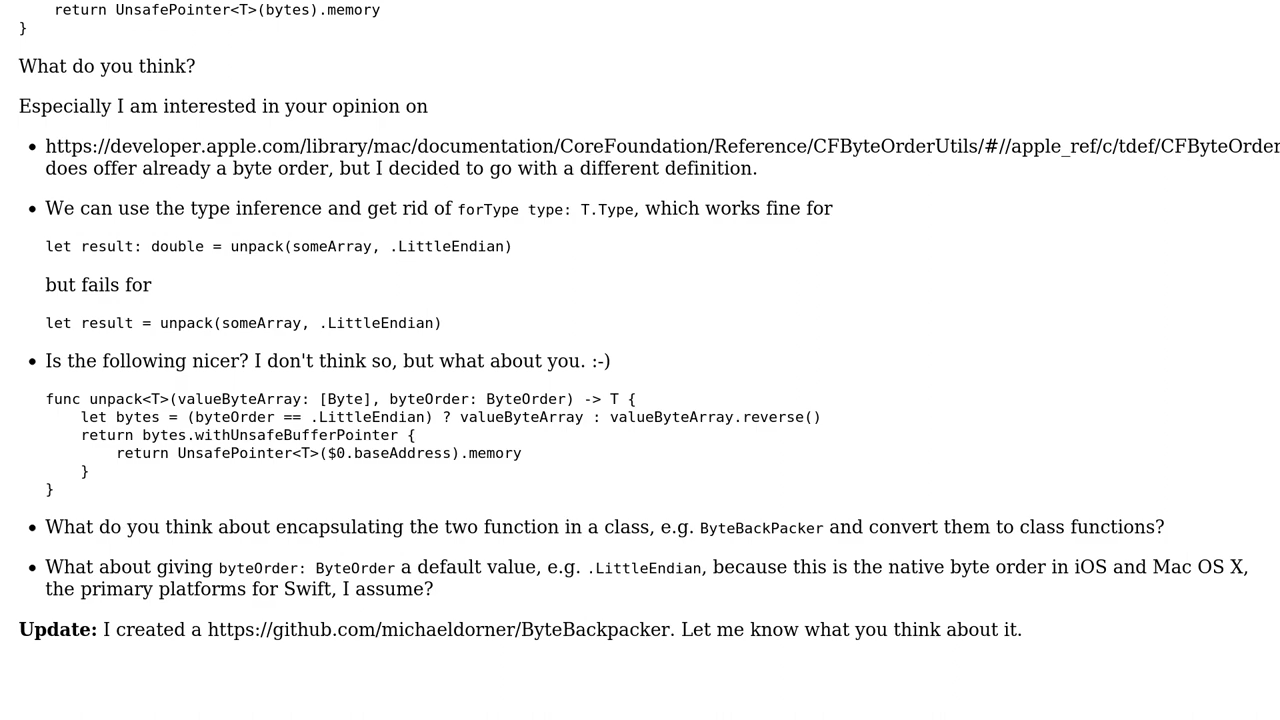 return UnsafePointer<T>(bytes).memory
}
What do you think?
Especially I am interested in your opinion on
• https://developer.apple.com/library/mac/documentation/CoreFoundation/Reference/CFByteOrderUtils/#//apple_ref/c/tdef/CFByteOrder
does offer already a byte order, but I decided to go with a different definition.
• We can use the type inference and get rid of forType type: T.Type, which works fine for
let result: double = unpack(someArray, .LittleEndian)
but fails for
let result = unpack(someArray, .LittleEndian)
• Is the following nicer? I don't think so, but what about you. :-)
func unpack<T>(valueByteArray: [Byte], byteOrder: ByteOrder) -> T {
let bytes = (byteOrder == .LittleEndian) ? valueByteArray : valueByteArray.reverse()
return bytes.withUnsafeBufferPointer {
return UnsafePointer<T>($0.baseAddress).memory
}
}
• What do you think about encapsulating the two function in a class, e.g. ByteBackPacker and convert them to class functions?
• What about giving byteOrder: ByteOrder a default value, e.g. .LittleEndian, because this is the native byte order in iOS and Mac OS X,
the primary platforms for Swift, I assume?
Update: I created a https://github.com/michaeldorner/ByteBackpacker. Let me know what you think about it.